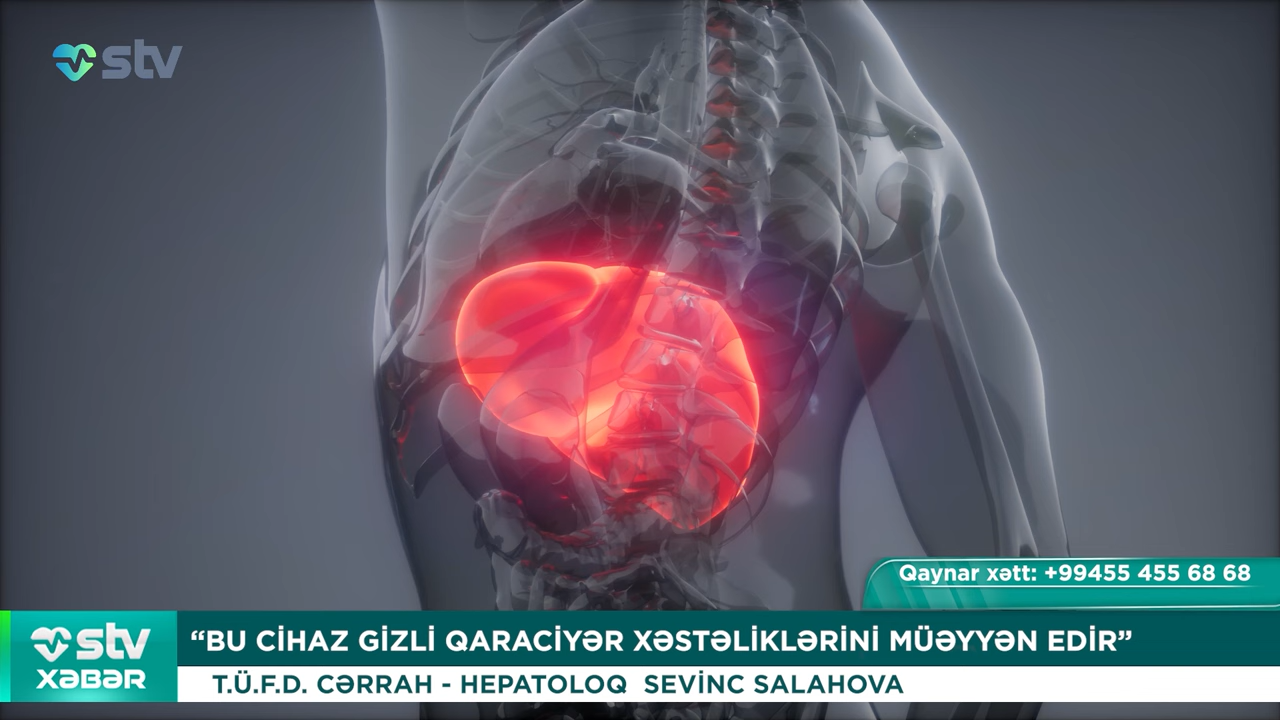 stv
Qaynar xətt: +99455 455 68 68
stv
XƏBƏR
“BU CİHAZ GİZLİ QARACİYƏR XƏSTƏLİKLƏRİNİ MÜƏYYƏN EDİR”
T.Ü.F.D. CƏRRAH - HEPATOLOQ SEVİNC SALAHOVA